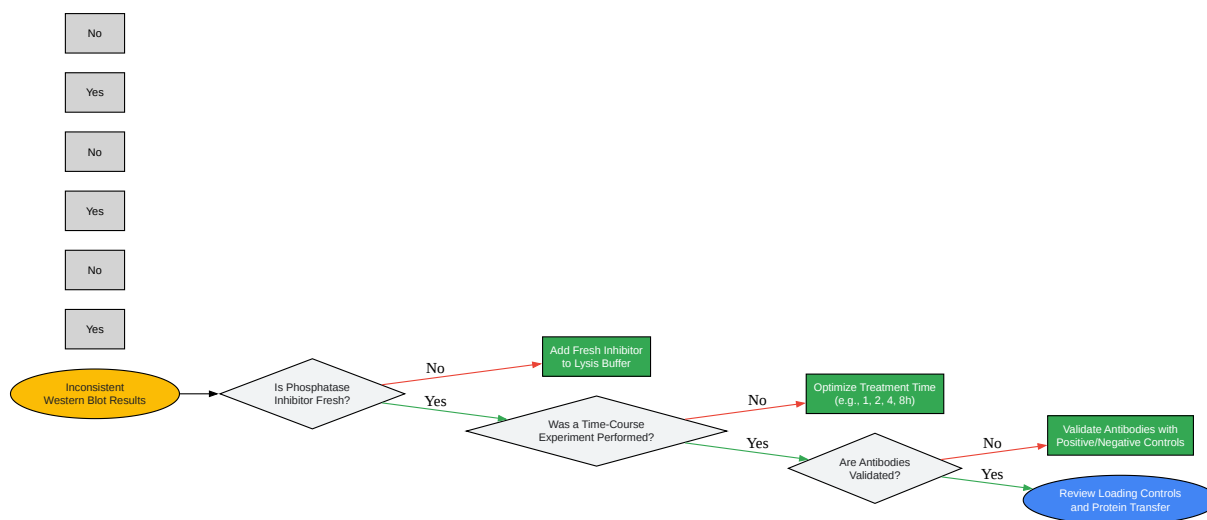 No
Yes
No
Yes
No
Yes
Inconsistent
Western Blot Results
Is Phosphatase
Inhibitor Fresh?
No
Yes
Add Fresh Inhibitor
to Lysis Buffer
Was a Time-Course
Experiment Performed?
No
Yes
Optimize Treatment Time
(e.g., 1, 2, 4, 8h)
Are Antibodies
Validated?
No
Yes
Validate Antibodies with
Positive/Negative Controls
Review Loading Controls
and Protein Transfer